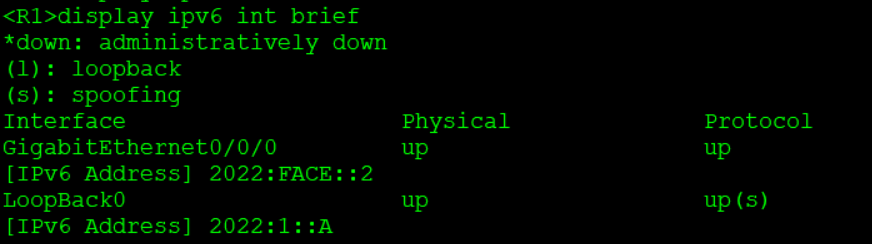 <R1>display ipv6 int brief
*down: administratively down
(l): loopback
(s): spoofing
Interface Physical Protocol
GigabitEthernet0/0/0 up up
[IPv6 Address] 2022:FACE::2
LoopBack0 up up(s)
[IPv6 Address] 2022:1::A